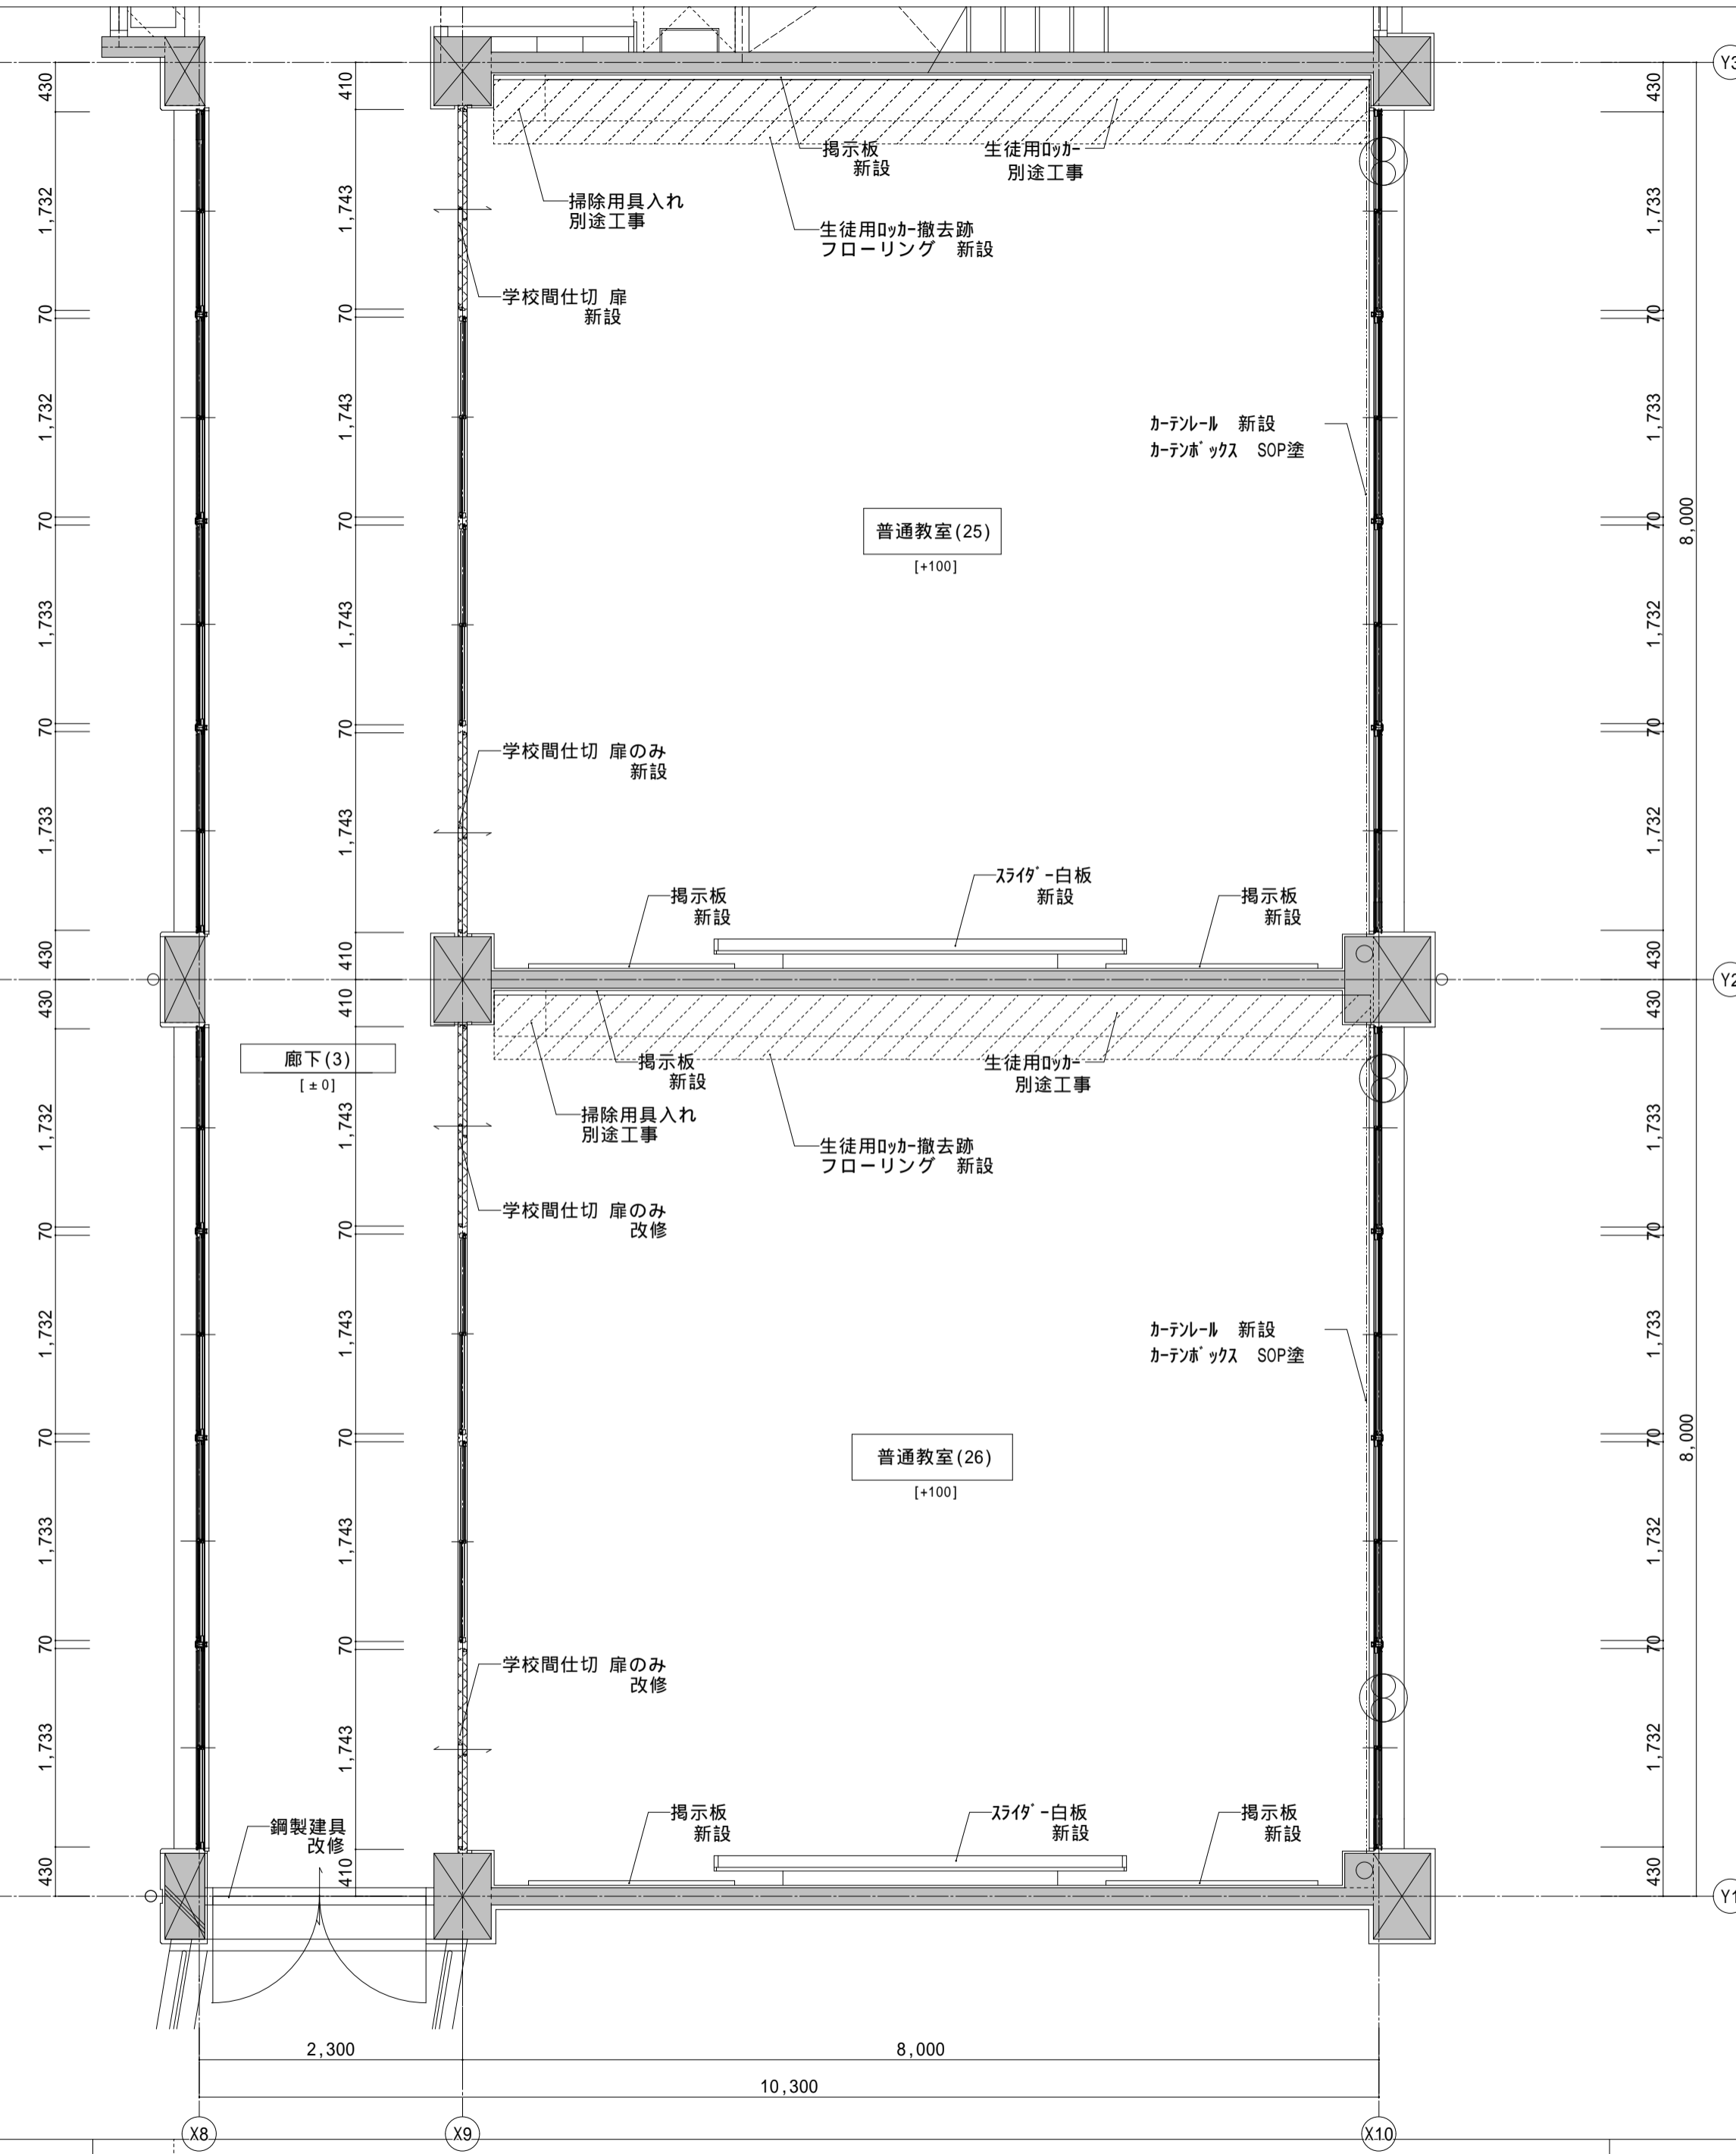 Y3
430
410
430
掲示板
新設
生徒用ロッカー
別途工事
掃除用具入れ
別途工事
生徒用ロッカー撤去跡
フローリング 新設
1,732
1,743
1,733
学校間仕切 扉
新設
70
70
70
カーテンレール 新設
カーテンボックス SOP塗
1,732
1,743
1,733
普通教室(25)
[+100]
70
70
70
8,000
1,733
1,743
1,732
学校間仕切 扉のみ
新設
70
70
70
1,733
1,743
1,732
掲示板
新設
スライダー白板
新設
掲示板
新設
430
410
430
Y2
430
410
430
廊下(3)
[±0]
掲示板
新設
生徒用ロッカー
別途工事
掃除用具入れ
別途工事
生徒用ロッカー撤去跡
フローリング 新設
1,732
1,743
1,733
学校間仕切 扉のみ
改修
70
70
70
カーテンレール 新設
カーテンボックス SOP塗
1,732
1,743
1,733
普通教室(26)
[+100]
70
70
70
8,000
1,733
1,743
1,732
学校間仕切 扉のみ
改修
70
70
70
1,733
1,743
1,732
鋼製建具
改修
掲示板
新設
スライダー白板
新設
掲示板
新設
430
410
430
Y1
2,300
8,000
10,300
X8
X9
X10